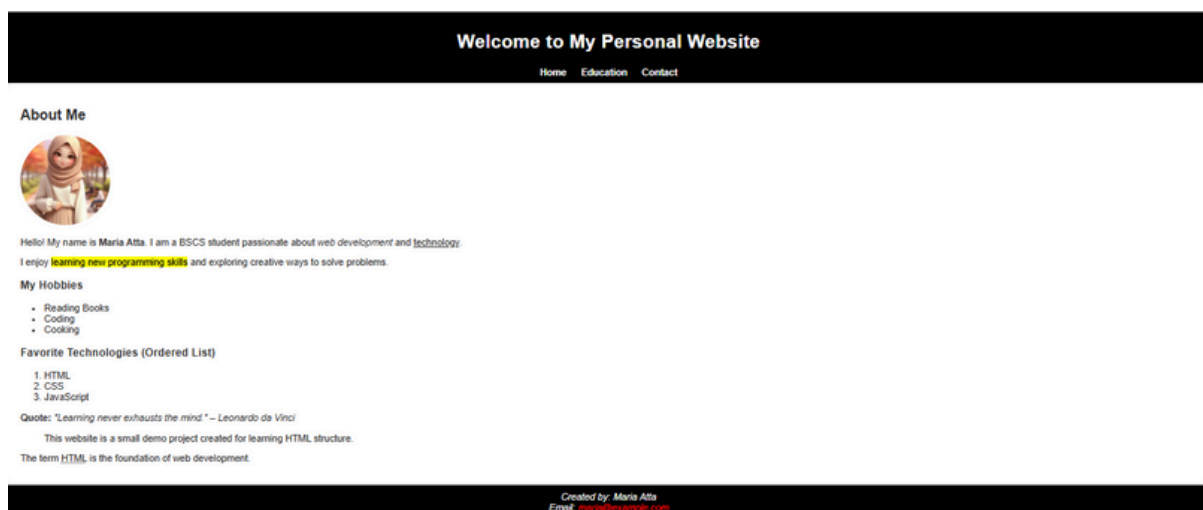 Welcome to My Personal Website
Home Education Contact
About Me
Hello! My name is Maria Atta. I am a BSCS student passionate about web development and technology.
I enjoy learning new programming skills and exploring creative ways to solve problems.
My Hobbies
• Reading Books
• Coding
• Cooking
Favorite Technologies (Ordered List)
1. HTML
2. CSS
3. JavaScript
Quote: "Learning never exhausts the mind." – Leonardo da Vinci
This website is a small demo project created for learning HTML structure.
The term HTML is the foundation of web development.
Created by: Maria Atta
Email: maria@example.com